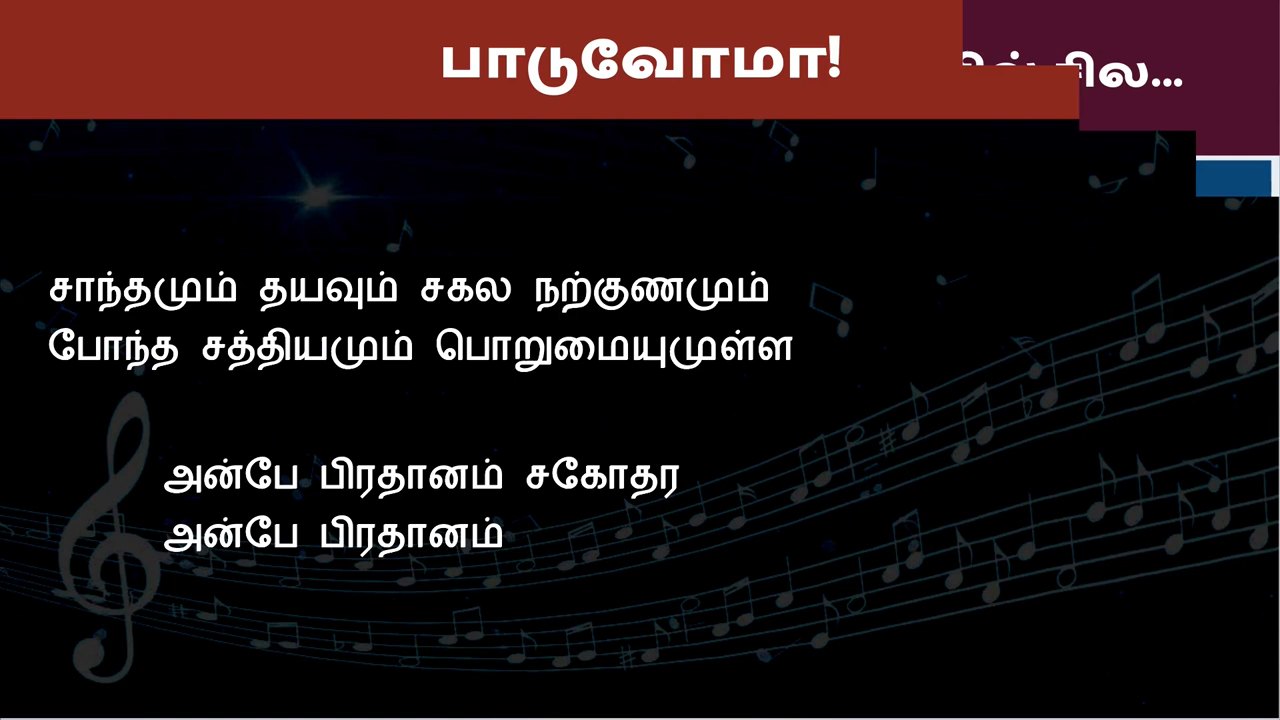 பாடுவோமா!
சில...
சாந்தமும் தயவும் சகல நற்குணமும்
போந்த சத்தியமும் பொறுமையுமுள்ள
அன்பே பிரதானம் சகோதர
அன்பே பிரதானம்